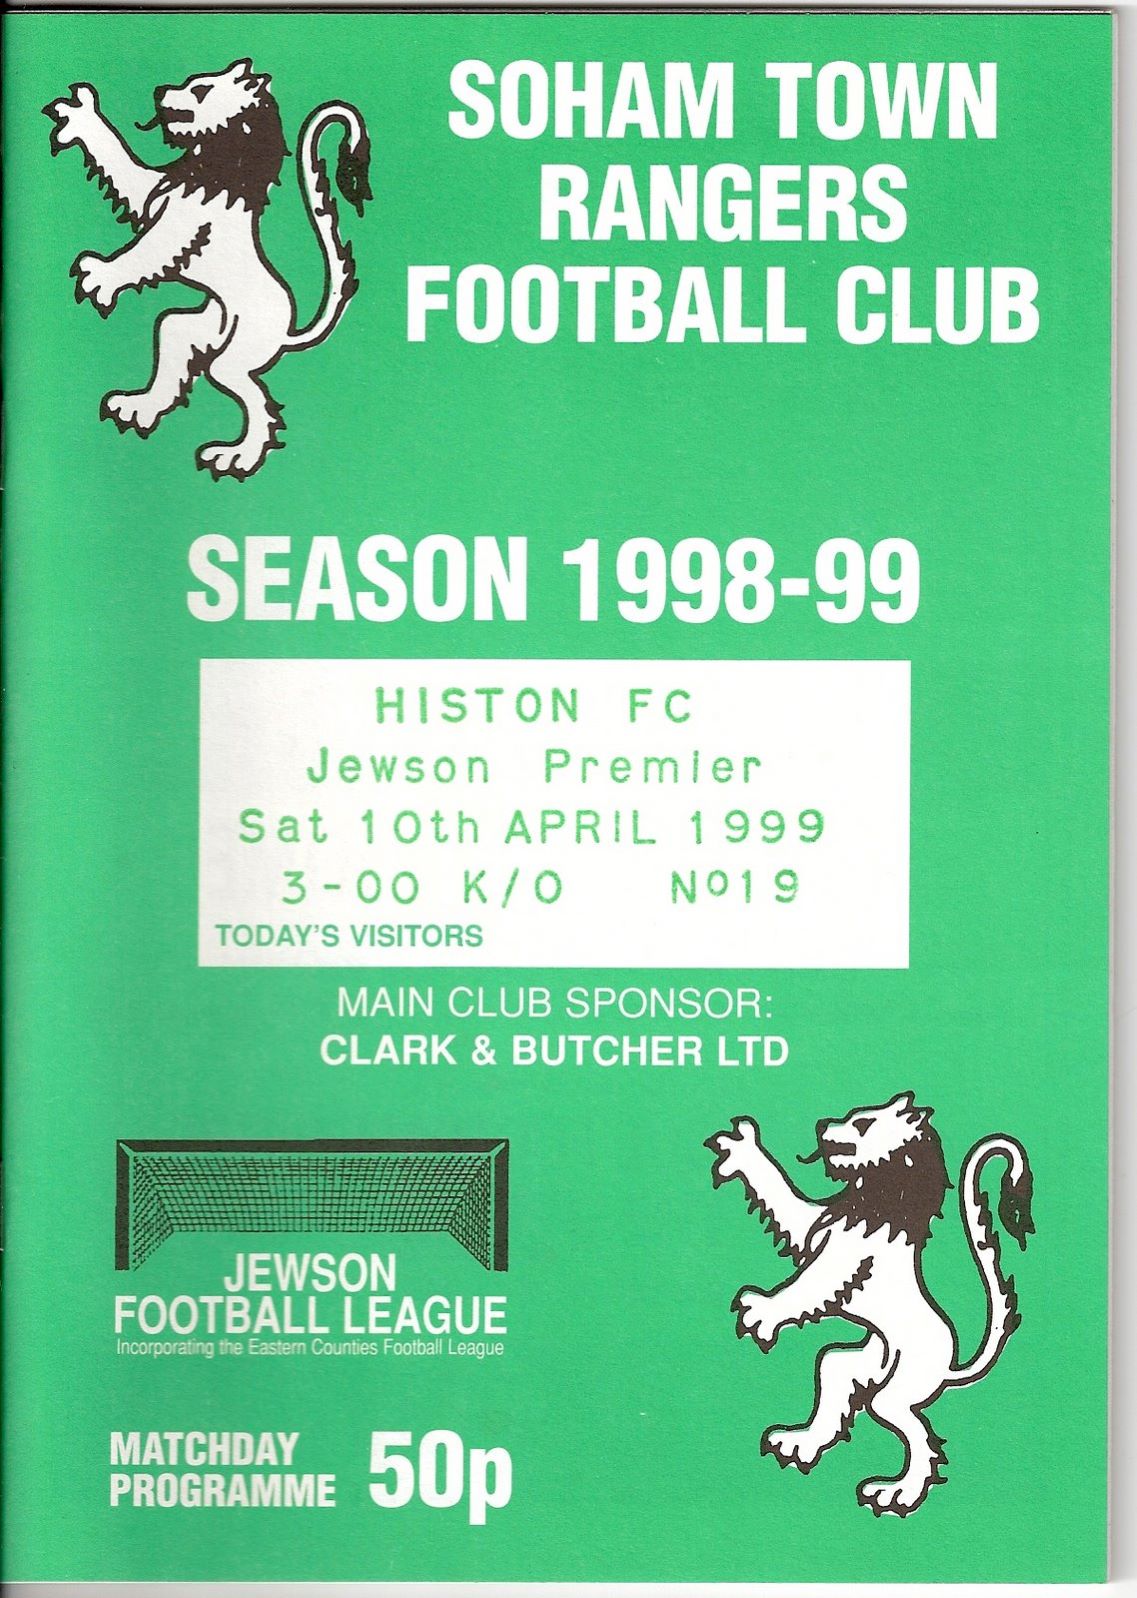 SOHAM TOWN
RANGERS
FOOTBALL CLUB
SEASON 1998-99
HISTON FC
Jewson Premier
Sat 10th APRIL 1999
3-00 K/O Nº19
TODAY'S VISITORS
MAIN CLUB SPONSOR:
CLARK & BUTCHER LTD
JEWSON
FOOTBALL LEAGUE
Incorporating the Eastern Counties Football League
MATCHDAY
PROGRAMME 50p